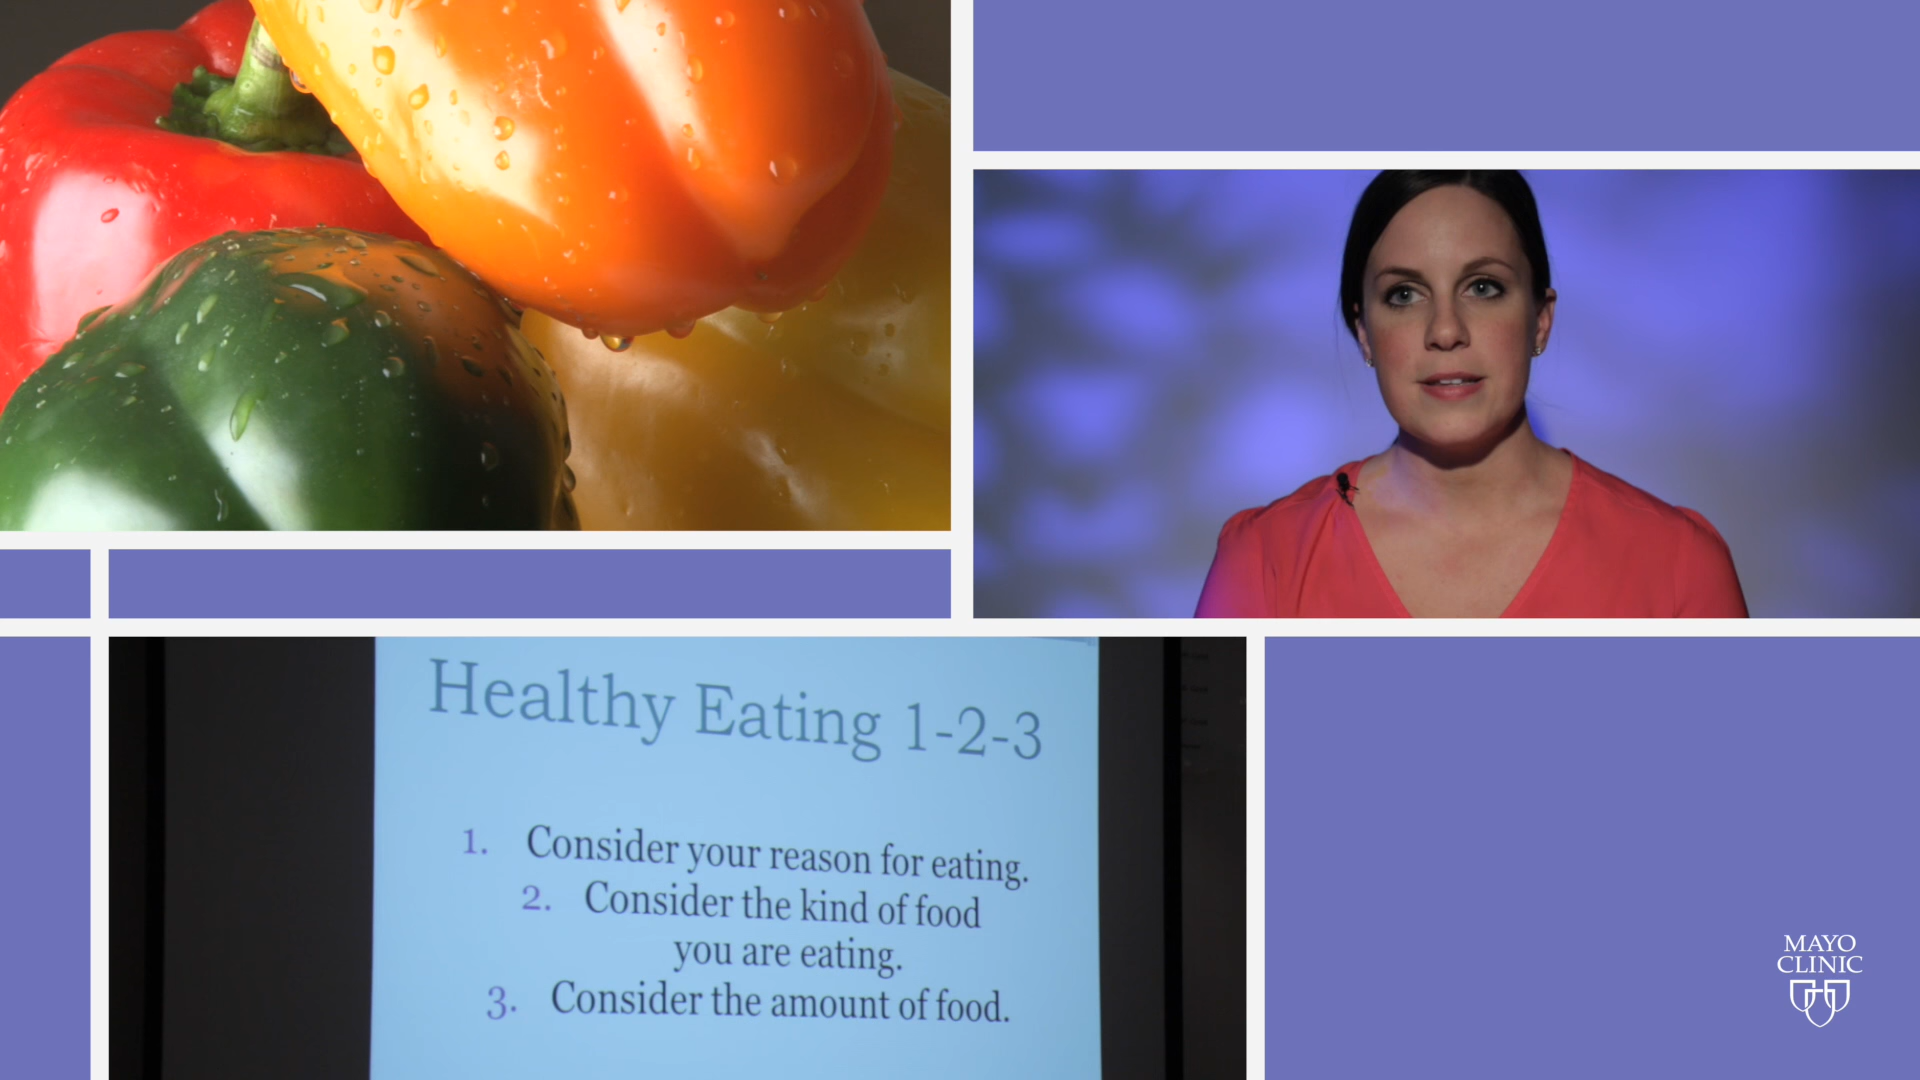 Healthy Eating 1-2-3
1. Consider your reason for eating.
2. Consider the kind of food
you are eating.
3. Consider the amount of food.
MAYO
CLINIC